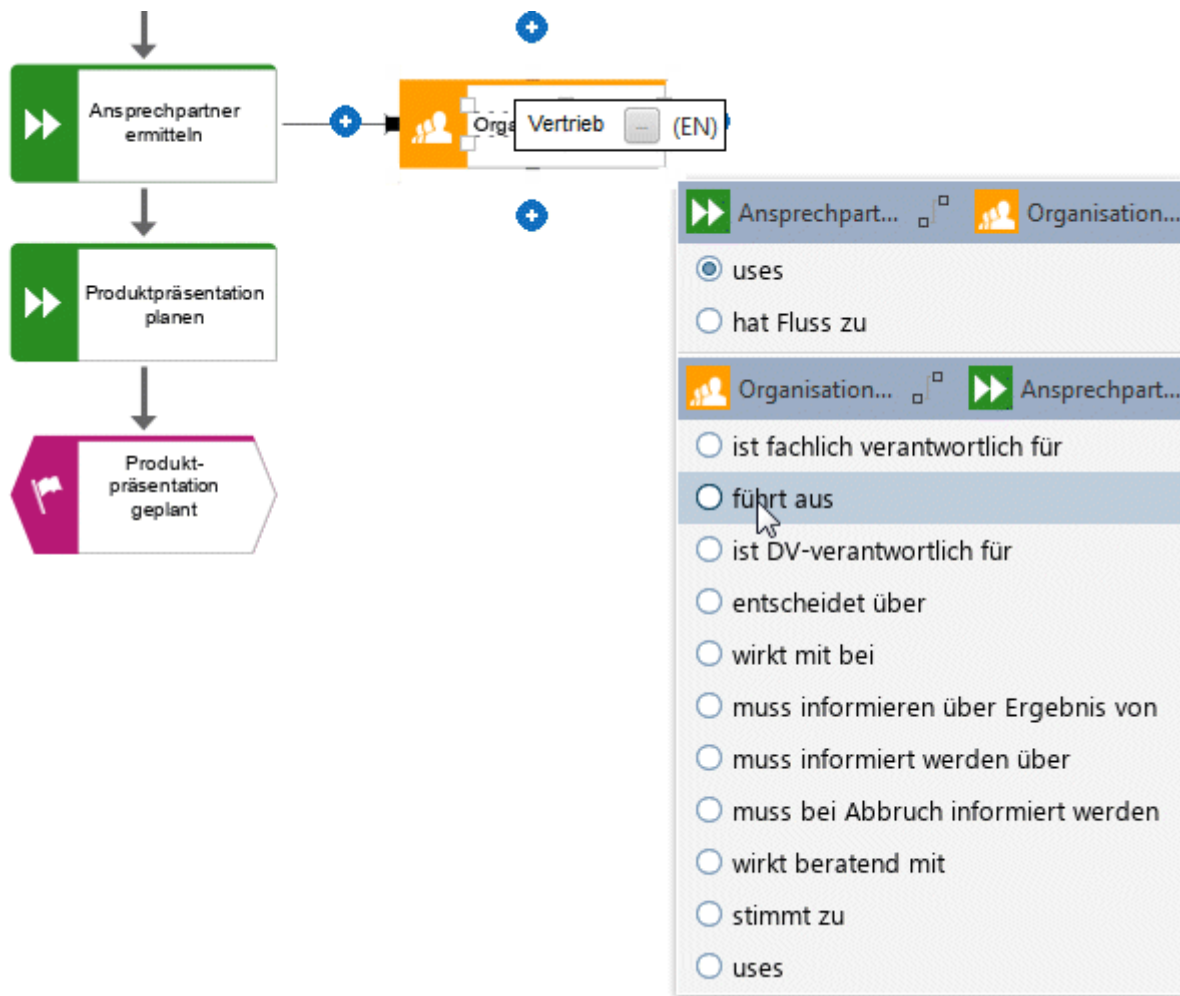 Ansprechpartner
ermitteln
Orga
Vertrieb ... (EN)
Produktpräsentation
planen
Produkt-
präsentation
geplant
Ansprechpart... Organisation...
uses
hat Fluss zu
Organisation... Ansprechpart...
ist fachlich verantwortlich für
führt aus
ist DV-verantwortlich für
entscheidet über
wirkt mit bei
muss informieren über Ergebnis von
muss informiert werden über
muss bei Abbruch informiert werden
wirkt beratend mit
stimmt zu
uses